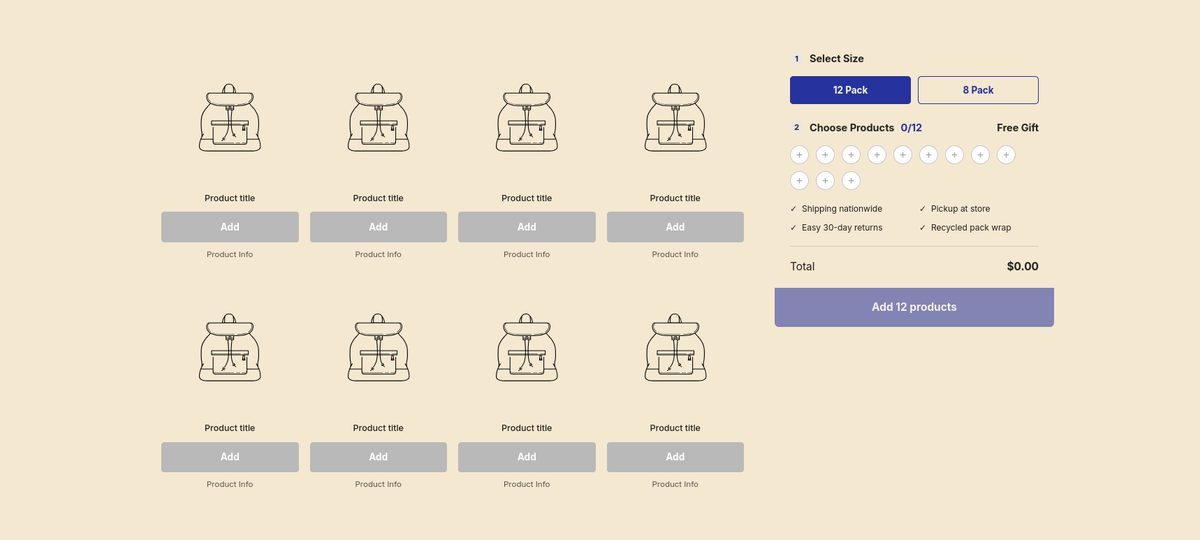 Product title
Product title
Product title
Product title
Add
Add
Add
Add
Product Info
Product Info
Product Info
Product Info
Product title
Product title
Product title
Product title
Add
Add
Add
Add
Product Info
Product Info
Product Info
Product Info
1 Select Size
12 Pack
8 Pack
2 Choose Products 0/12
Free Gift
✓ Shipping nationwide
✓ Pickup at store
✓ Easy 30-day returns
✓ Recycled pack wrap
Total
$0.00
Add 12 products